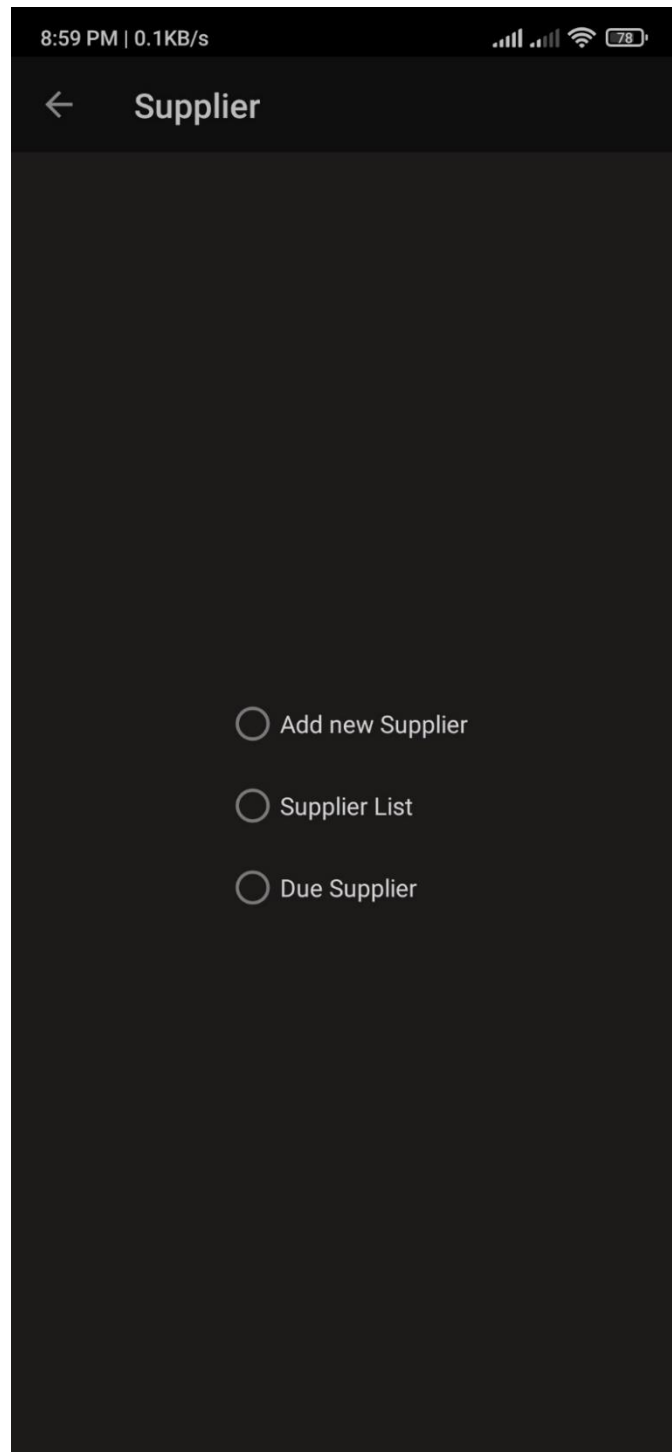 8:59 PM | 0.1KB/s 78
Supplier
Add new Supplier
Supplier List
Due Supplier